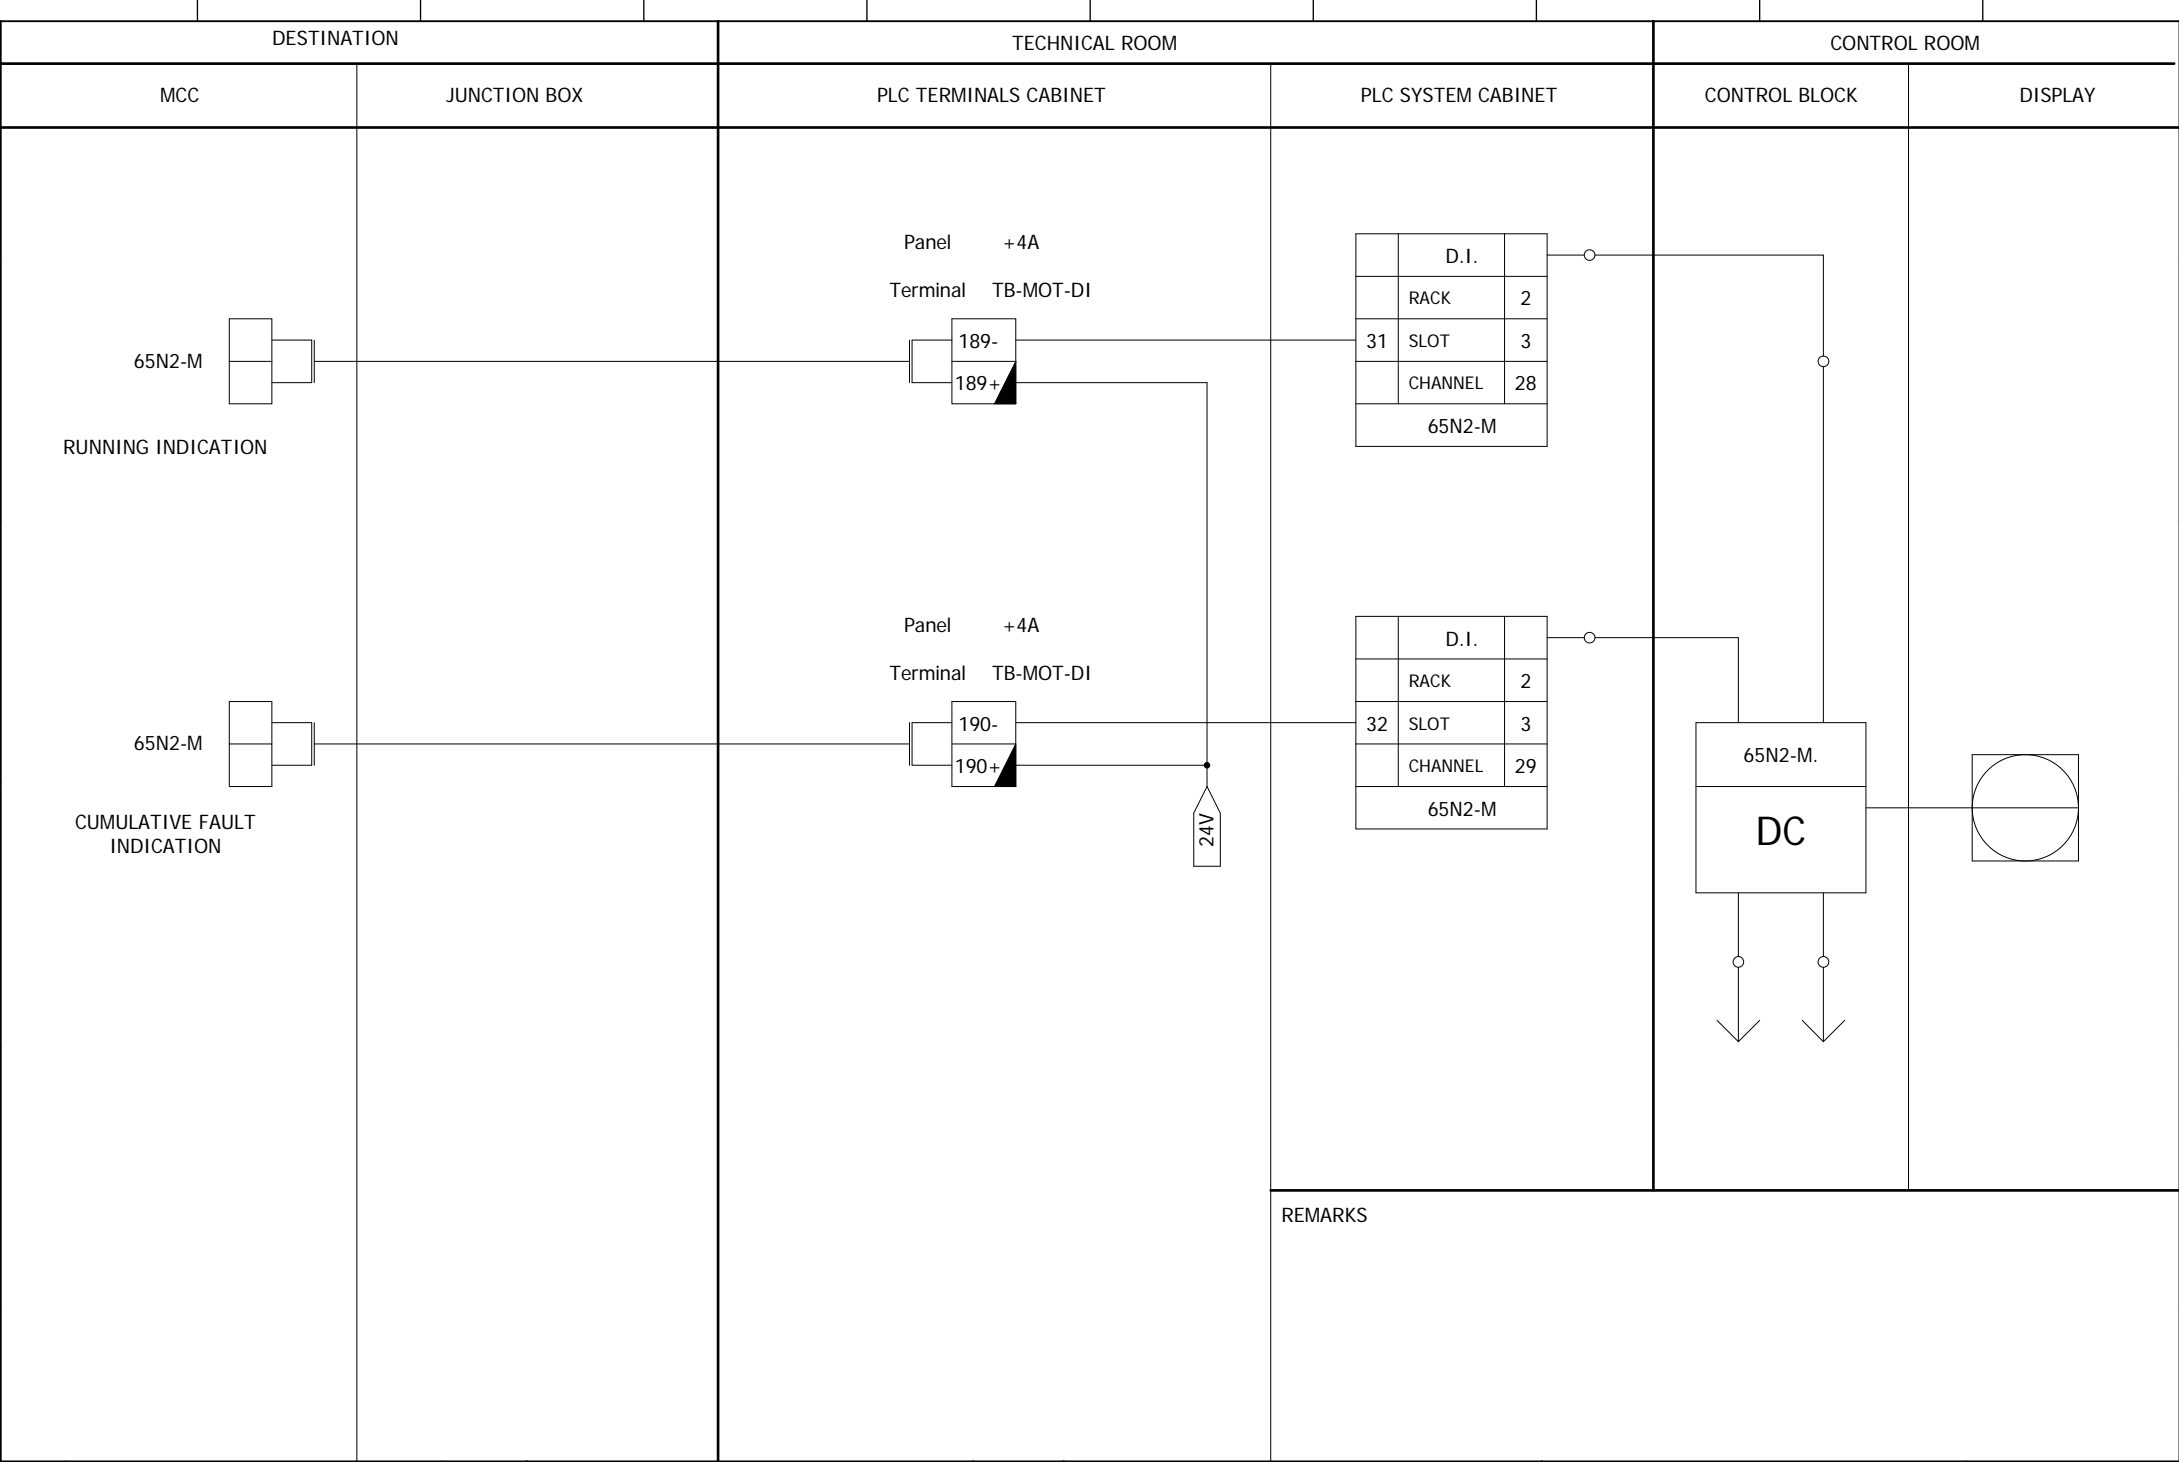 DESTINATION
TECHNICAL ROOM
CONTROL ROOM
MCC
JUNCTION BOX
PLC TERMINALS CABINET
PLC SYSTEM CABINET
CONTROL BLOCK
DISPLAY
65N2-M
RUNNING INDICATION
Panel +4A
Terminal TB-MOT-DI
189-
189+
D.I.
RACK 2
31 SLOT 3
CHANNEL 28
65N2-M
65N2-M
CUMULATIVE FAULT
INDICATION
Panel +4A
Terminal TB-MOT-DI
190-
190+
24V
D.I.
RACK 2
32 SLOT 3
CHANNEL 29
65N2-M
65N2-M.
DC
REMARKS